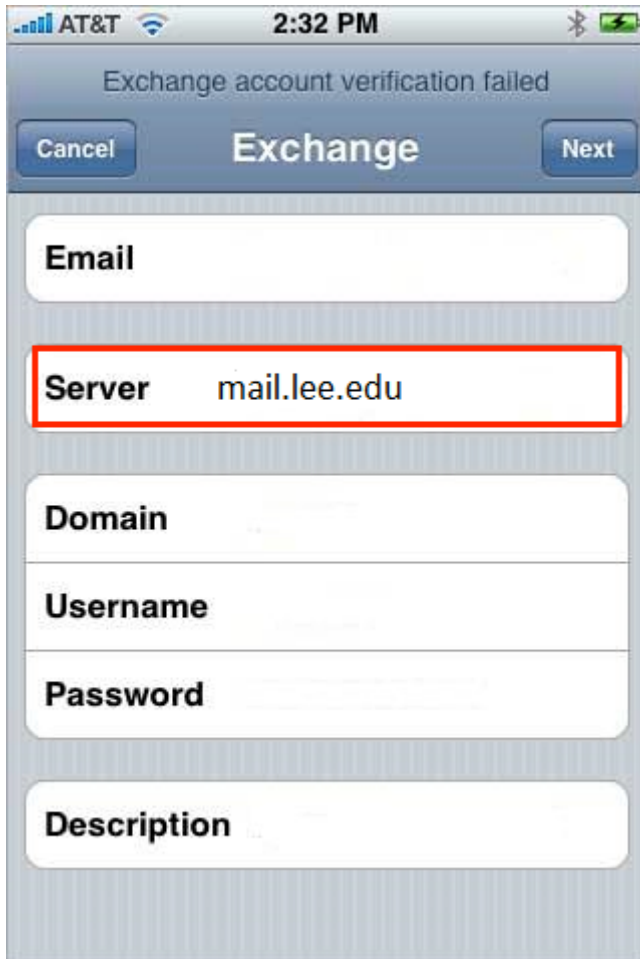 AT&T 2:32 PM
Exchange account verification failed
Cancel Exchange Next
Email
Server mail.lee.edu
Domain
Username
Password
Description